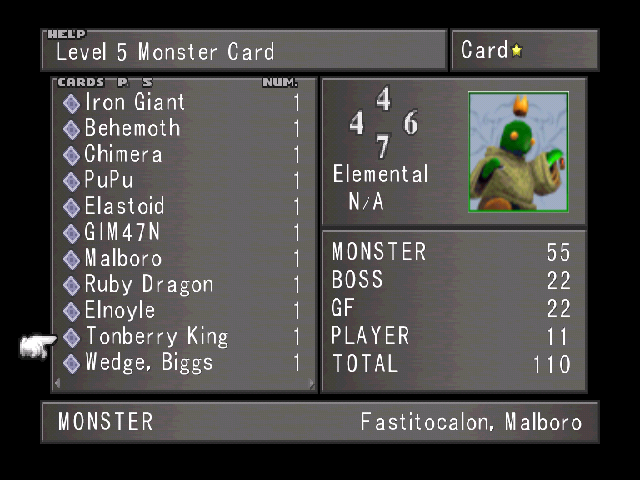 HELP
Level 5 Monster Card
Card
CARDS P. S NUM.
Iron Giant 1
Behemoth 1
Chimera 1
PuPu 1
Elastoid 1
GIM47N 1
Malboro 1
Ruby Dragon 1
Elnoyle 1
Tonberry King 1
Wedge, Biggs 1
4
4 6
7
Elemental
N/A
MONSTER 55
BOSS 22
GF 22
PLAYER 11
TOTAL 110
MONSTER Fastitocalon, Malboro